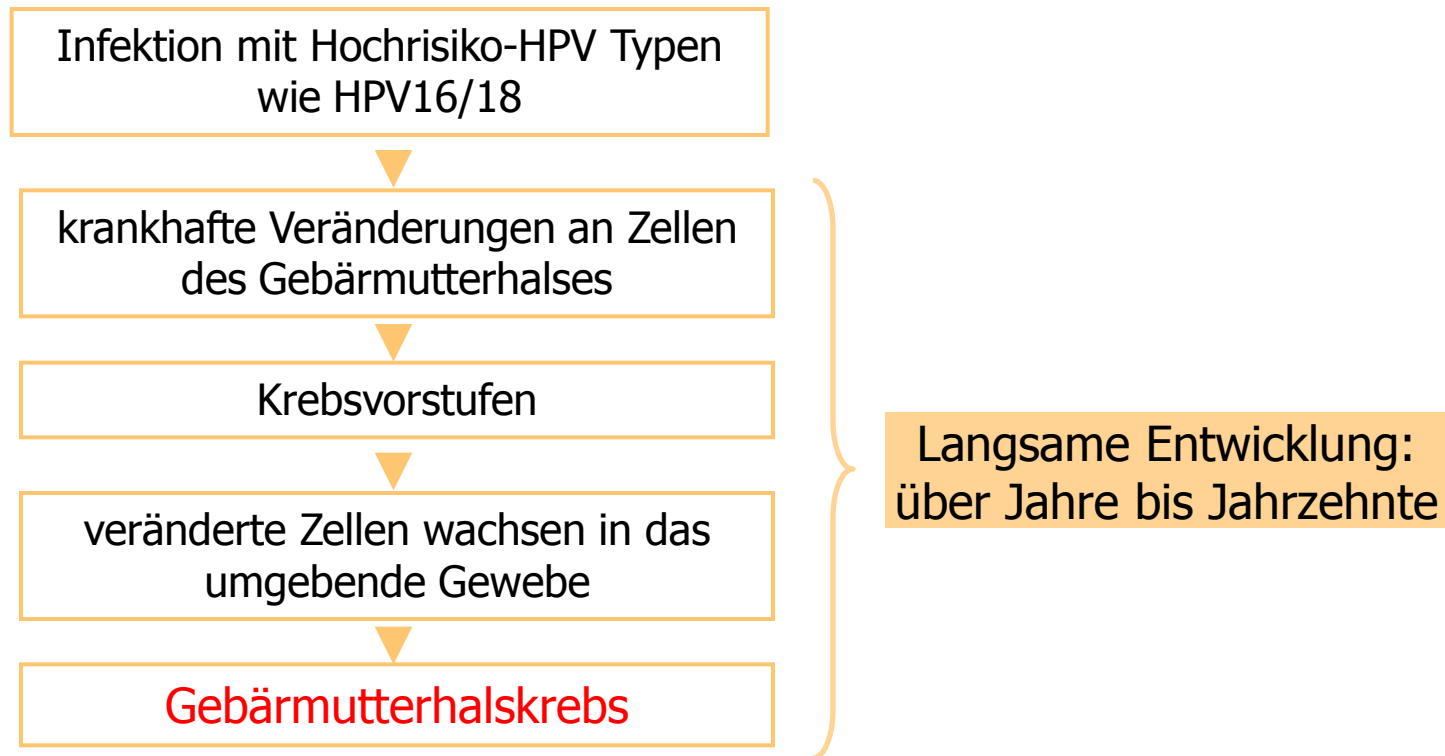 Infektion mit Hochrisiko-HPV Typen
wie HPV16/18
krankhafte Veränderungen an Zellen
des Gebärmutterhalses
Krebsvorstufen
veränderte Zellen wachsen in das
umgebende Gewebe
Gebärmutterhalskrebs
Langsame Entwicklung:
über Jahre bis Jahrzehnte